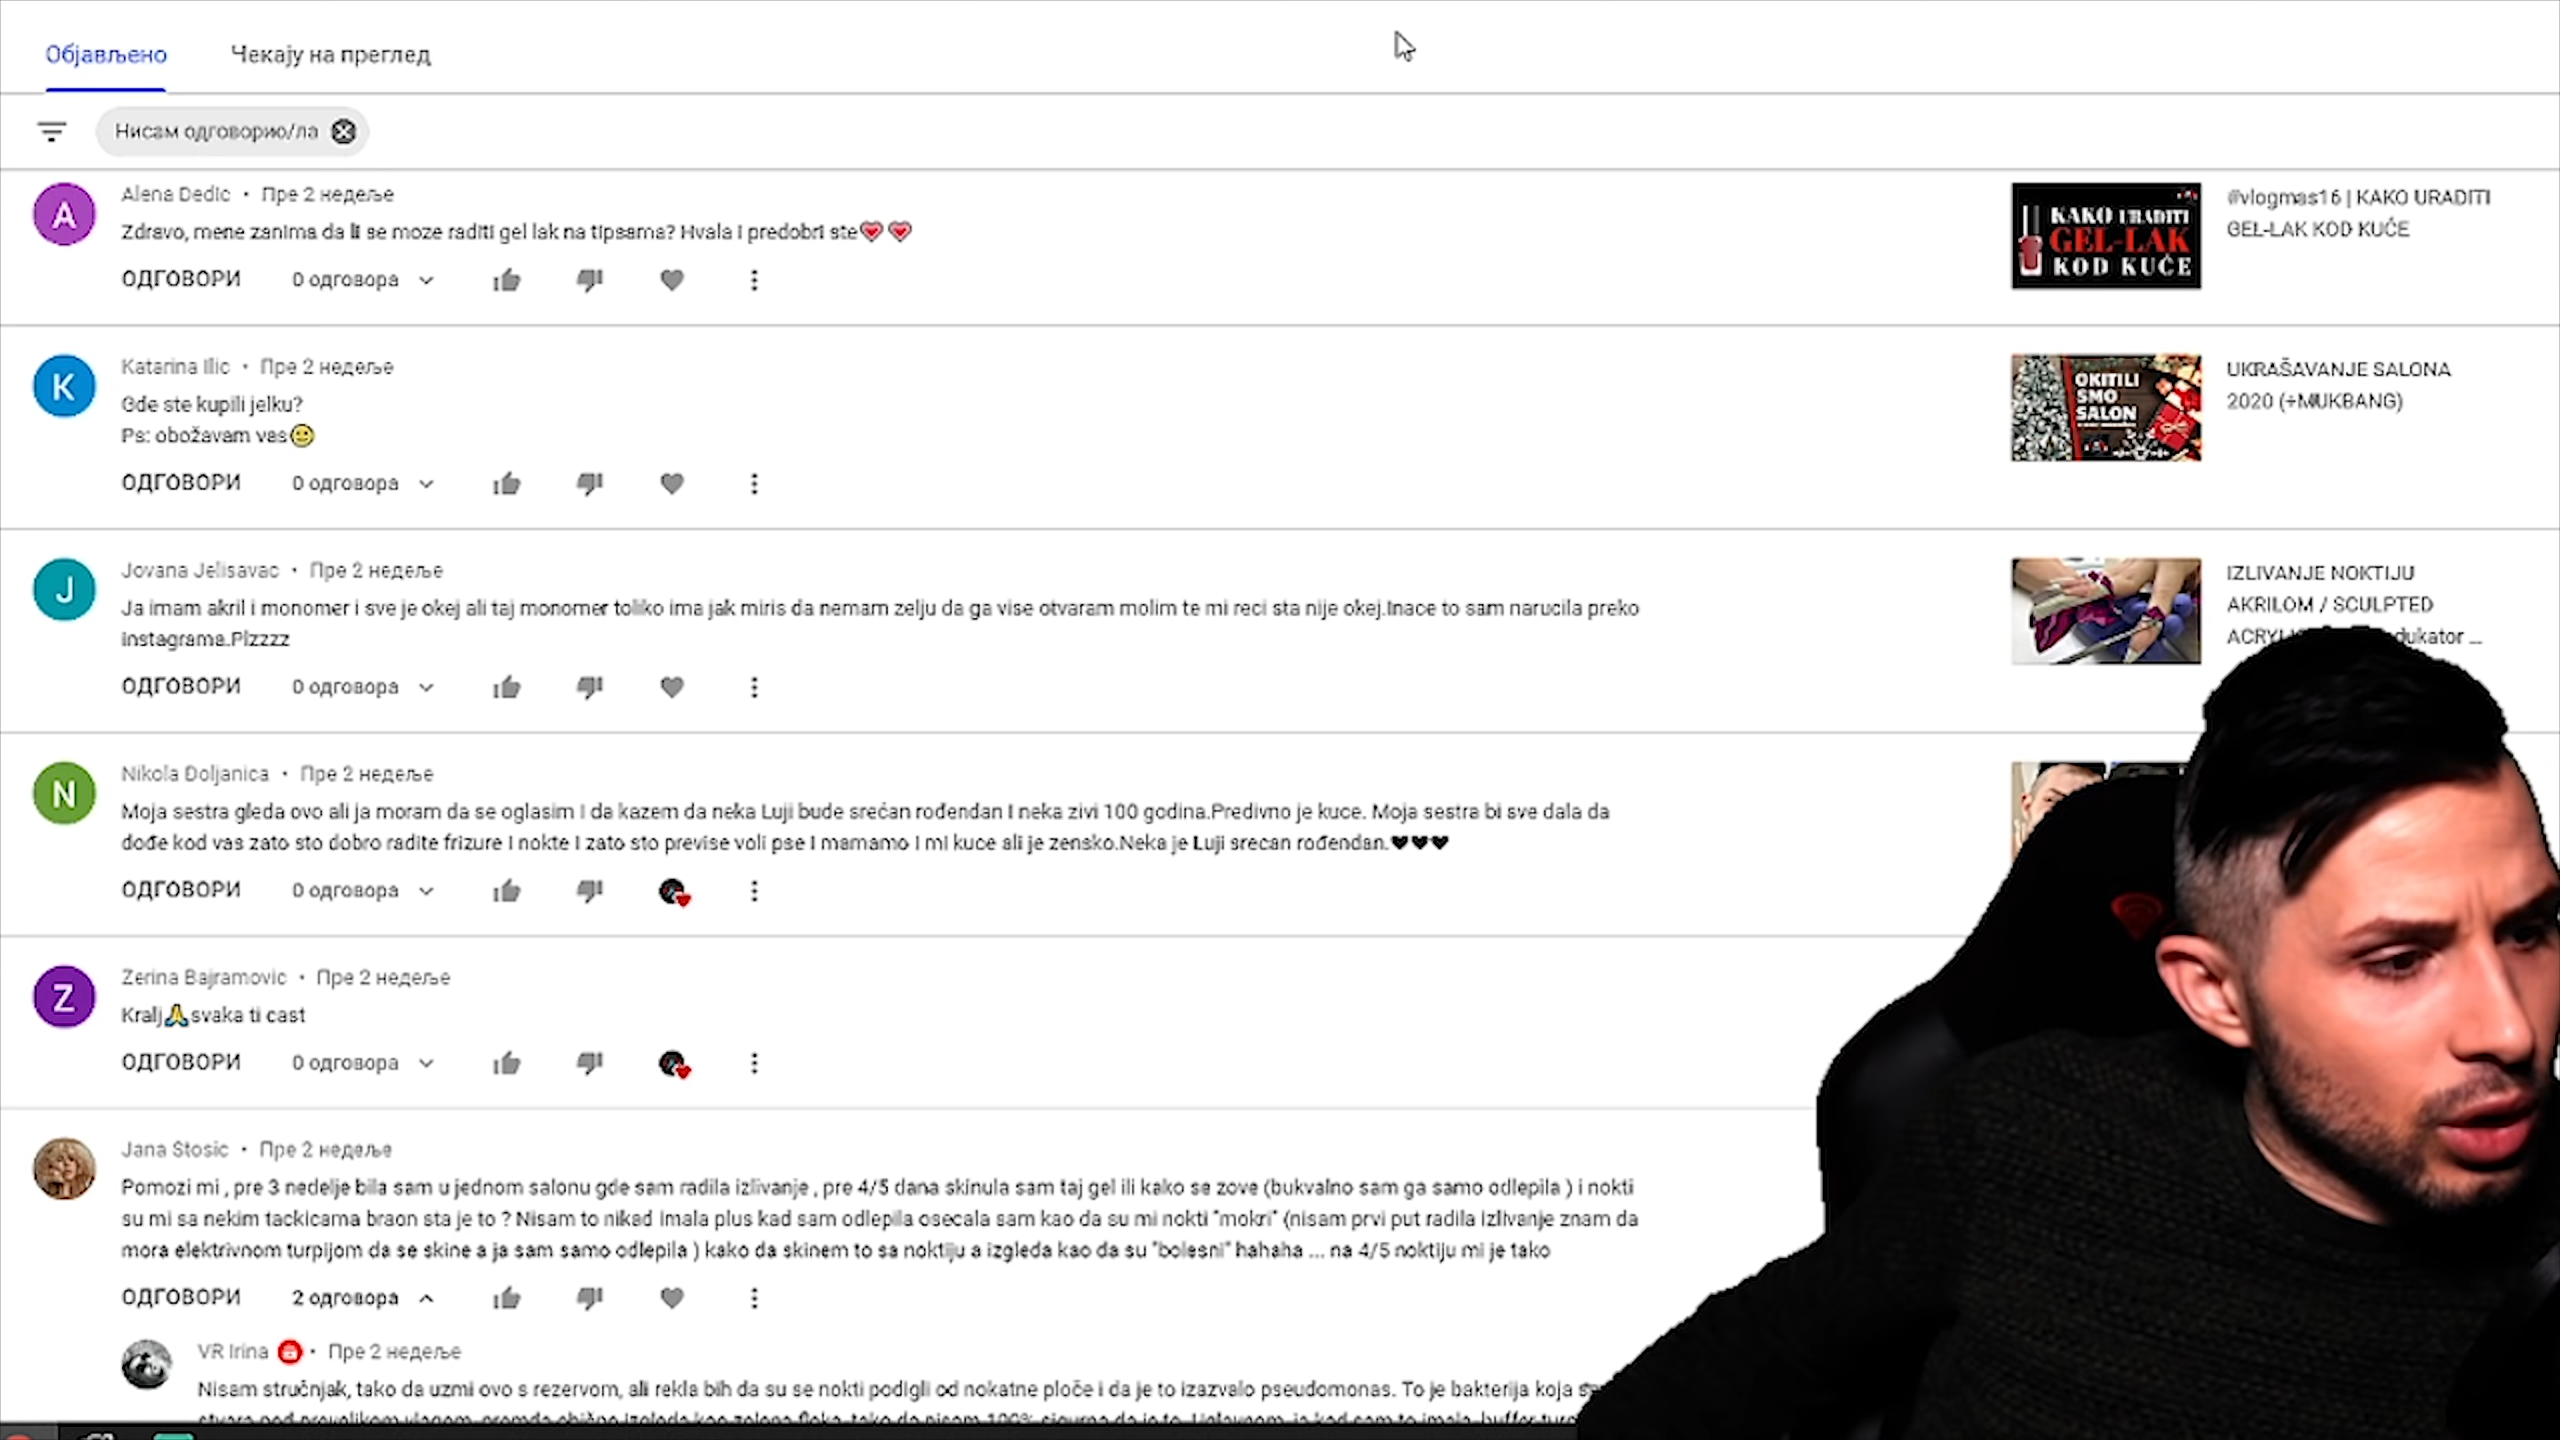 Објављено
Чекају на преглед
Нисам одговорио/ла
A
Alena Dedic • Пре 2 недеље
Zdravo, mene zanima da li se moze raditi gel lak na tipsama? Hvala i predobri ste💗💗
ОДГОВОРИ 0 одговора
KAKO URADITI
GEL-LAK
KOD KUĆE
#vlogmas16 | KAKO URADITI
GEL-LAK KOD KUĆE
K
Katarina Ilic • Пре 2 недеље
Gde ste kupili jelku?
Ps: obožavam vas🙂
ОДГОВОРИ 0 одговора
OKITILI
SMO
SALON
UKRAŠAVANJE SALONA
2020 (+MUKBANG)
J
Jovana Jelisavac • Пре 2 недеље
Ja imam akril i monomer i sve je okej ali taj monomer toliko ima jak miris da nemam zelju da ga vise otvaram molim te mi reci sta nije okej.Inace to sam narucila preko
instagrama.Plzzzz
ОДГОВОРИ 0 одговора
IZLIVANJE NOKTIJU
AKRILOM / SCULPTED
N
Nikola Doljanica • Пре 2 недеље
Moja sestra gleda ovo ali ja moram da se oglasim I da kazem da neka Luji bude srećan rođendan I neka zivi 100 godina.Predivno je kuce. Moja sestra bi sve dala da
dođe kod vas zato sto dobro radite frizure I nokte I zato sto previse voli pse I mamamo I mi kuce ali je zensko.Neka je Luji srecan rođendan.♥♥♥
ОДГОВОРИ 0 одговора
Z
Zerina Bajramovic • Пре 2 недеље
Kralj🙏svaka ti cast
ОДГОВОРИ 0 одговора
Jana Stosic • Пре 2 недеље
Pomozi mi , pre 3 nedelje bila sam u jednom salonu gde sam radila izlivanje , pre 4/5 dana skinula sam taj gel ili kako se zove (bukvalno sam ga samo odlepila ) i nokti
su mi sa nekim tackicama braon sta je to ? Nisam to nikad imala plus kad sam odlepila osecala sam kao da su mi nokti "mokri" (nisam prvi put radila izlivanje znam da
mora elektrivnom turpijom da se skine a ja sam samo odlepila ) kako da skinem to sa noktiju a izgleda kao da su "bolesni" hahaha ... na 4/5 noktiju mi je tako
ОДГОВОРИ 2 одговора
VR Irina • Пре 2 недеље
Nisam stručnjak, tako da uzmi ovo s rezervom, ali rekla bih da su se nokti podigli od nokatne ploče i da je to izazvalo pseudomonas. To je bakterija koja